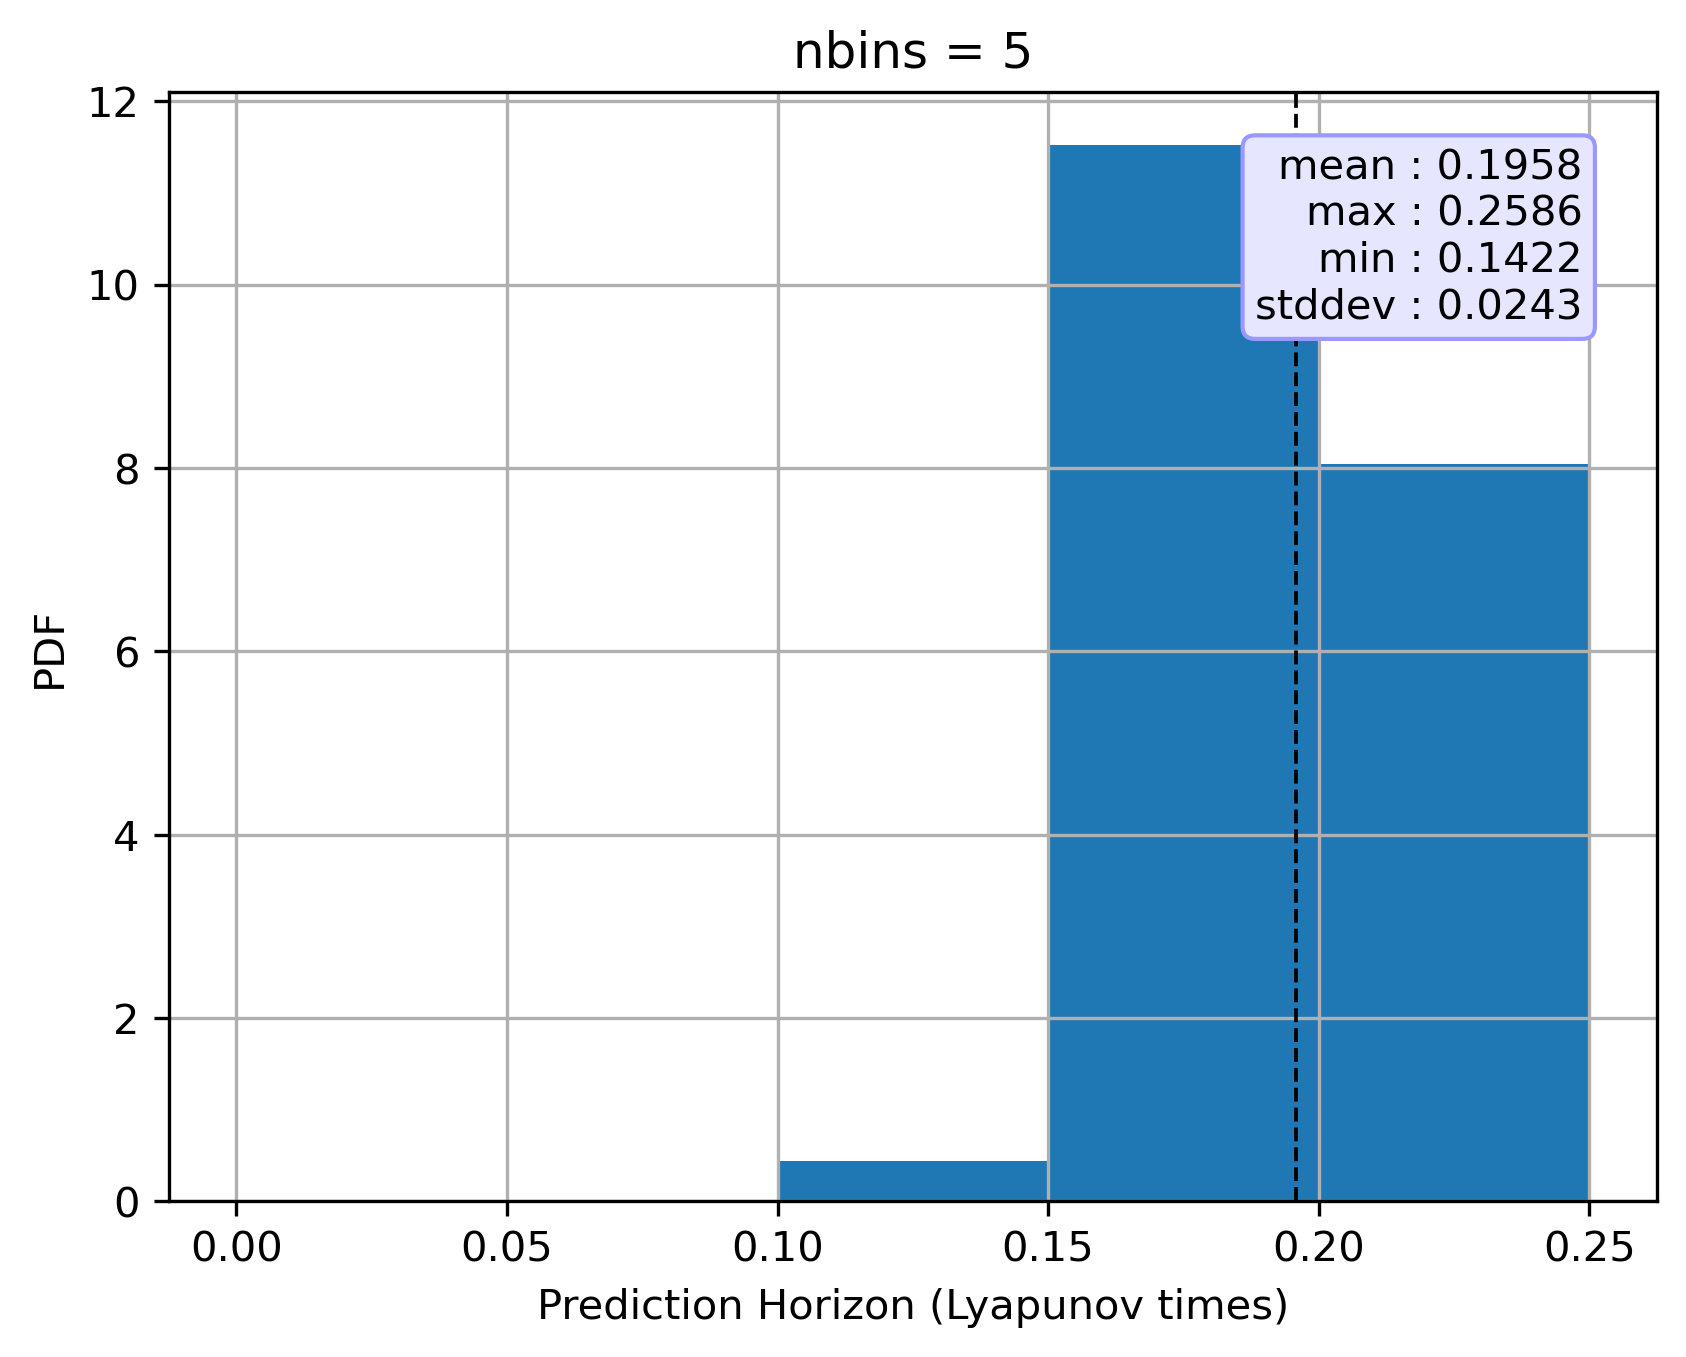 nbins = 5
12
10
8
6
4
2
0
PDF
mean : 0.1958
max : 0.2586
min : 0.1422
stddev : 0.0243
0.00 0.05 0.10 0.15 0.20 0.25
Prediction Horizon (Lyapunov times)